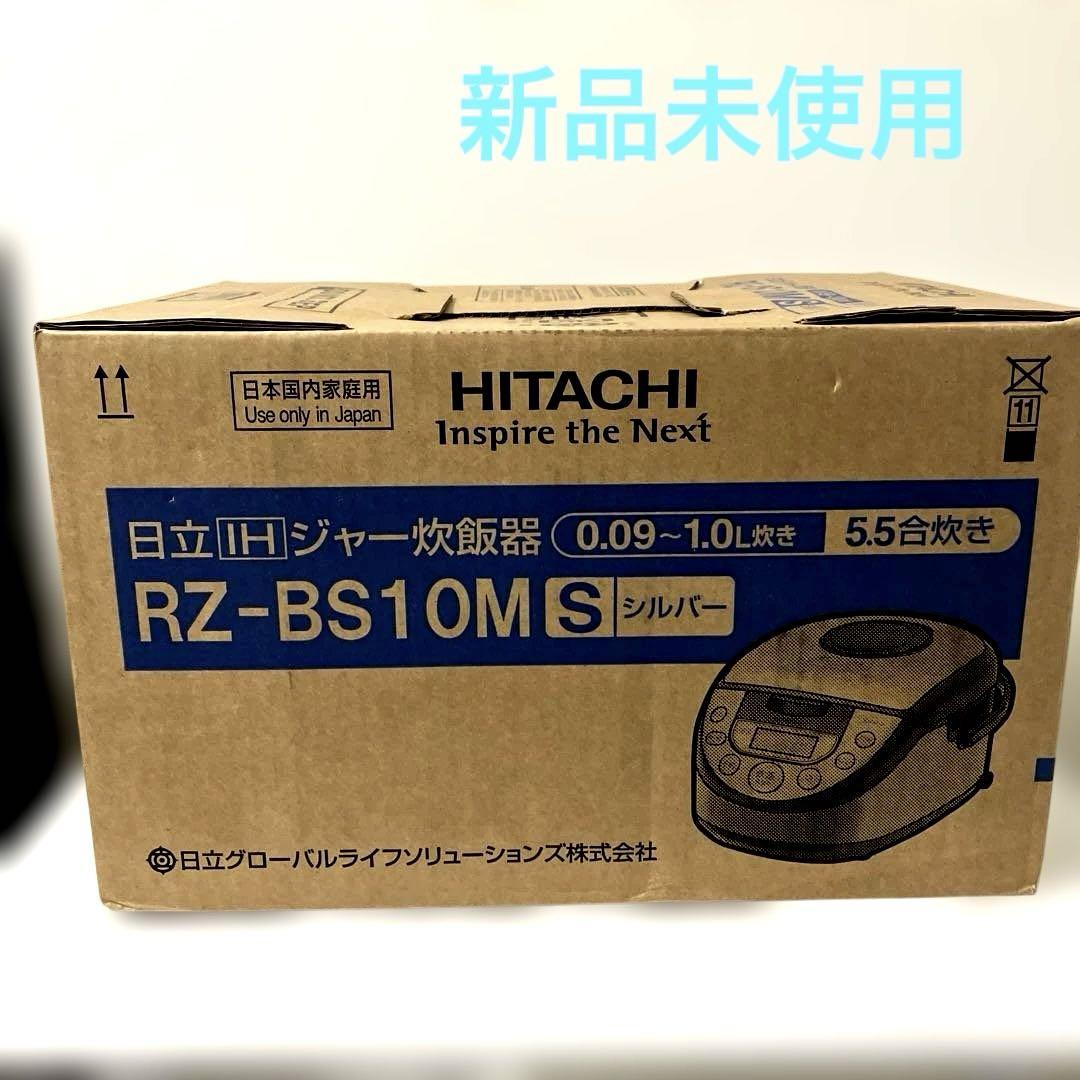 新品未使用
日本国内家庭用
Use only in Japan
HITACHI
Inspire the Next
11
日立IHジャー炊飯器 0.09~1.0L炊き 5.5合炊き
RZ-BS10M S シルバー
日立グローバルライフソリューションズ株式会社